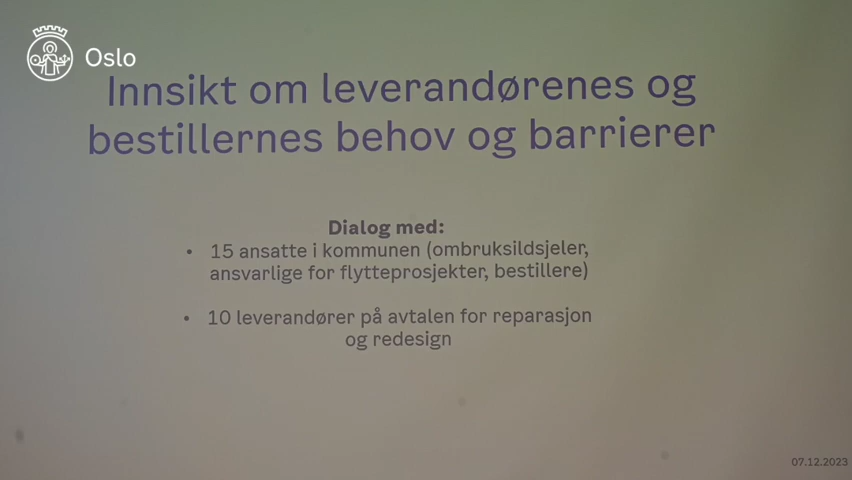 Oslo
Innsikt om leverandørenes og
bestillernes behov og barrierer
Dialog med:
• 15 ansatte i kommunen (ombruksildsjeler,
ansvarlige for flytteprosjekter, bestillere)
• 10 leverandører på avtalen for reparasjon
og redesign
07.12.2023